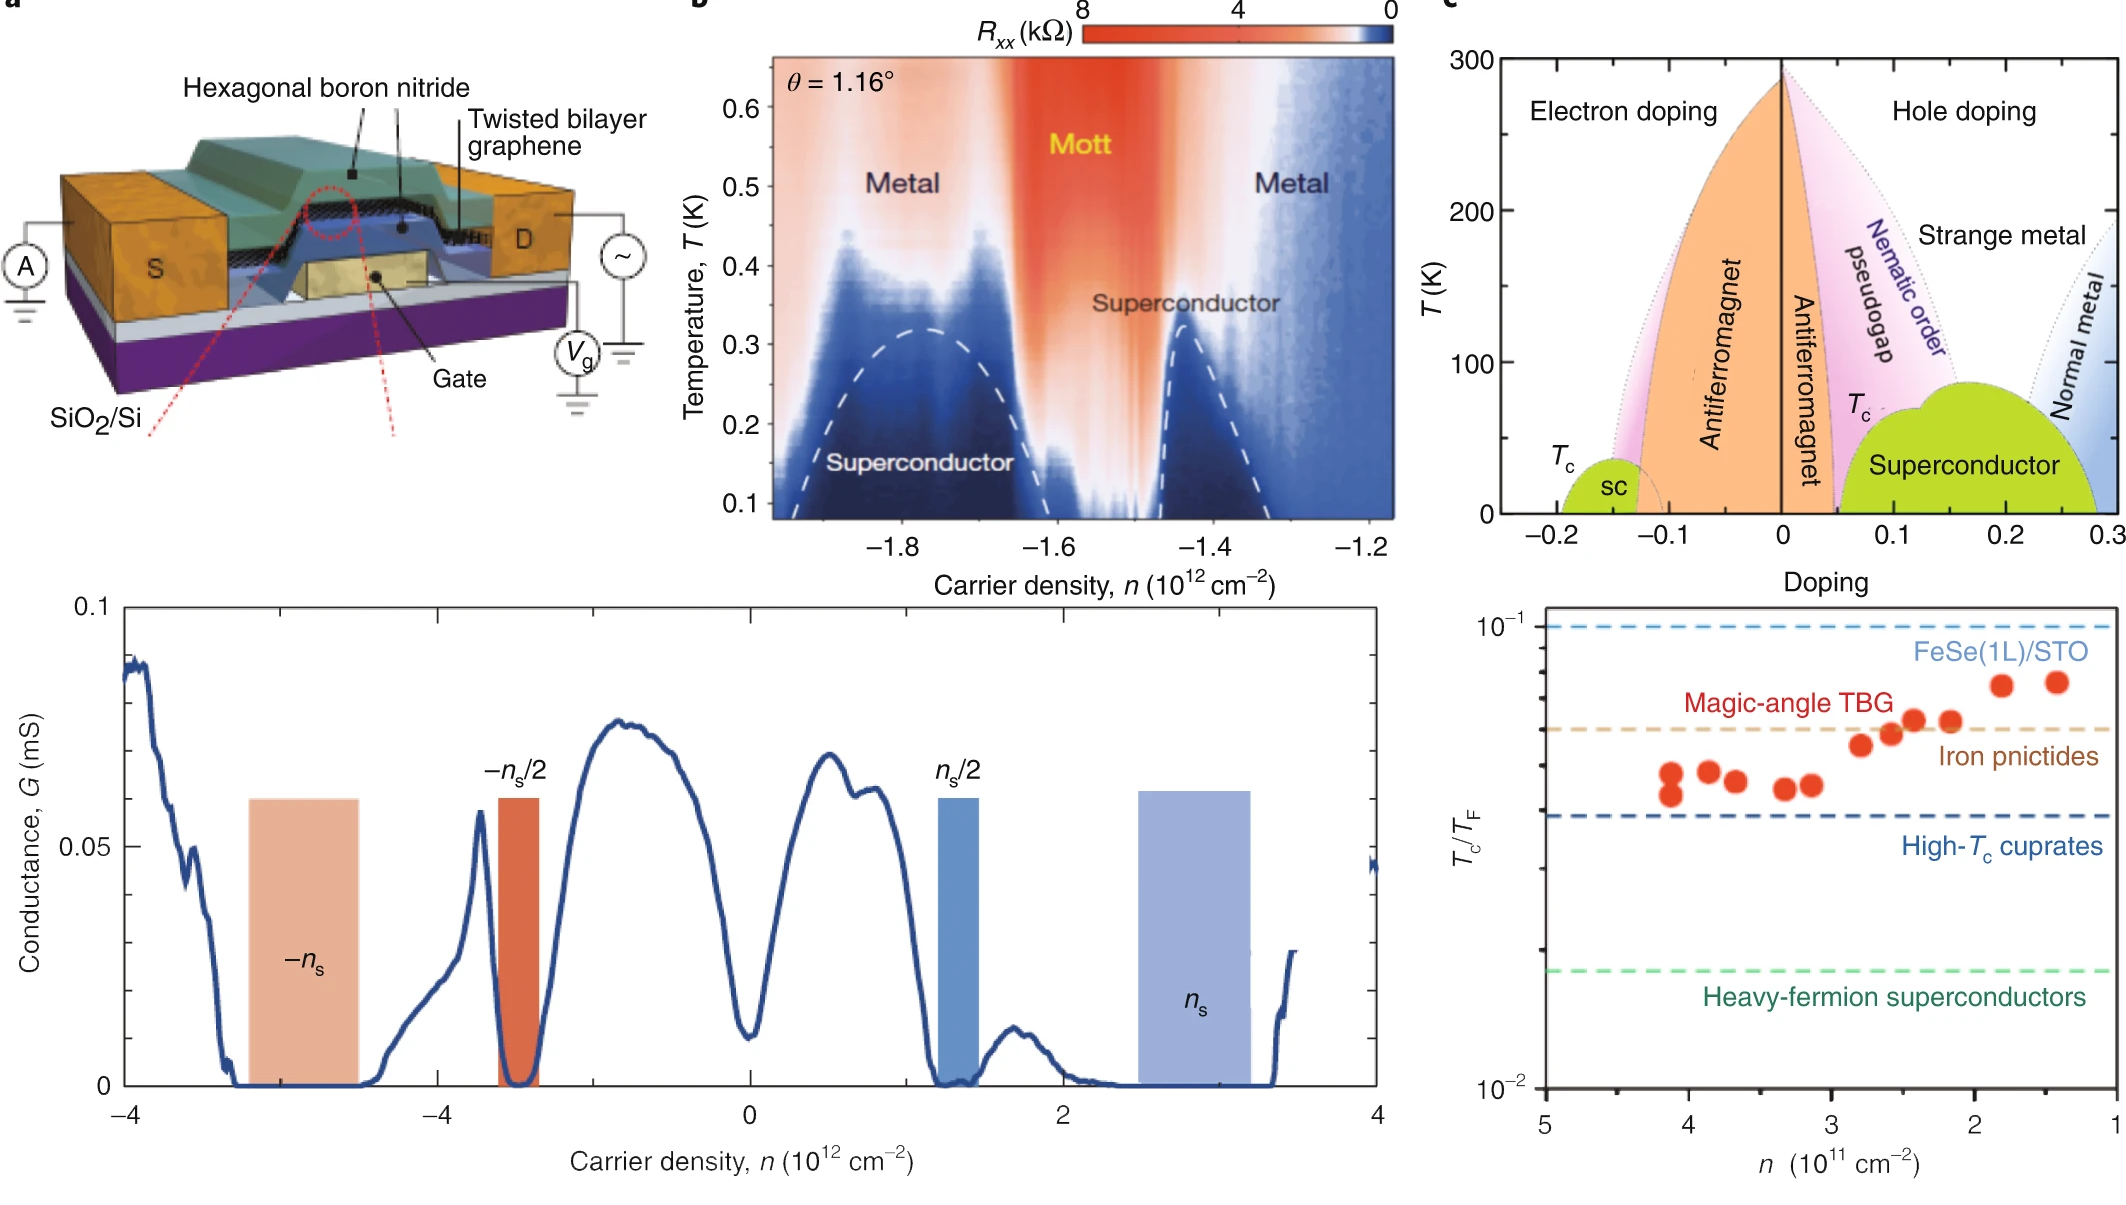 a
Hexagonal boron nitride
Twisted bilayer
graphene
S
D
A
~
Vg
Gate
SiO2/Si
b
8
4
0
Rxx (kΩ)
θ = 1.16°
Mott
Metal
Metal
Superconductor
Superconductor
0.6
0.5
0.4
0.3
0.2
0.1
Temperature, T (K)
−1.8
−1.6
−1.4
−1.2
Carrier density, n (10¹² cm⁻²)
c
300
200
100
0
T (K)
Electron doping
Hole doping
Strange metal
Nematic order
pseudogap
Antiferromagnet
Antiferromagnet
Normal metal
Tc
Tc
sc
Superconductor
−0.2
−0.1
0
0.1
0.2
0.3
Doping
0.1
0.05
0
Conductance, G (mS)
−ns
−ns/2
ns/2
ns
−4
−4
0
2
4
Carrier density, n (10¹² cm⁻²)
10⁻¹
10⁻²
Tc/TF
FeSe(1L)/STO
Magic-angle TBG
Iron pnictides
High-Tc cuprates
Heavy-fermion superconductors
5
4
3
2
1
n (10¹¹ cm⁻²)